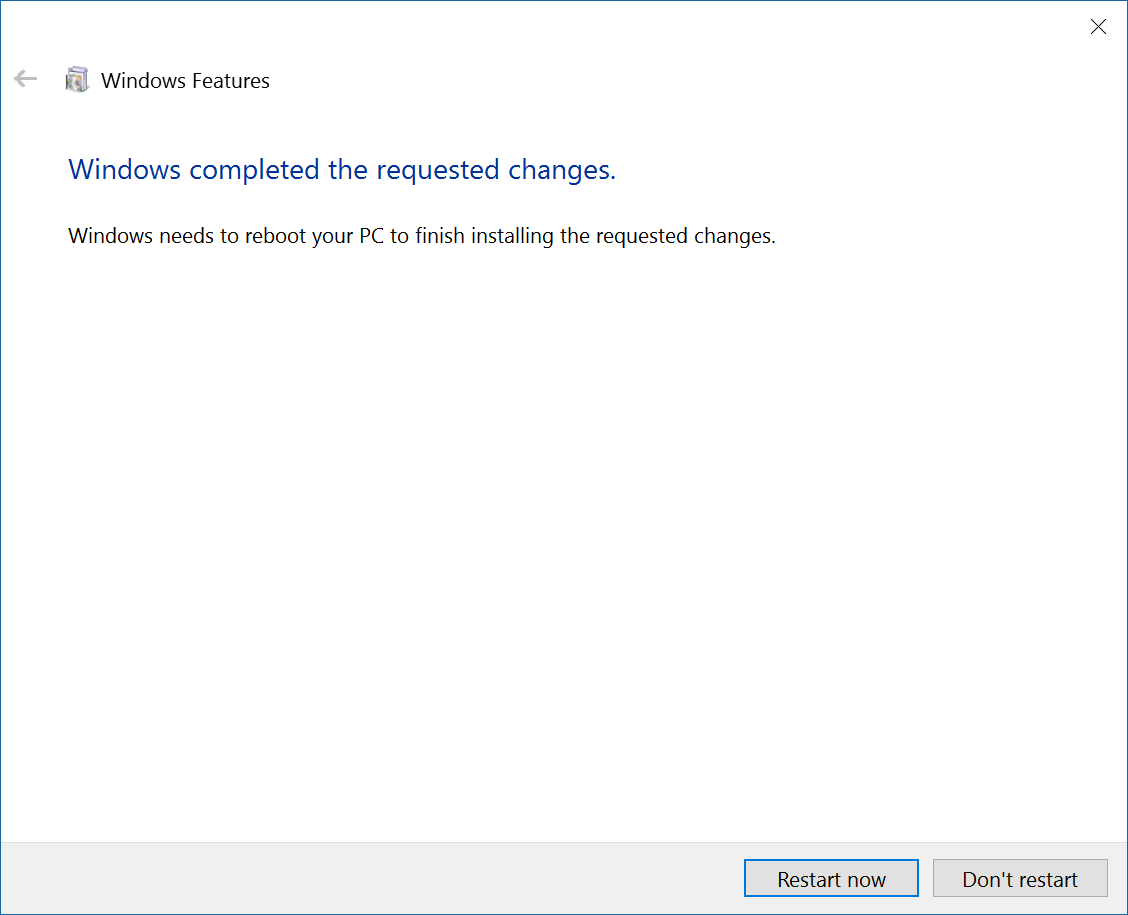 Windows Features
Windows completed the requested changes.
Windows needs to reboot your PC to finish installing the requested changes.
Restart now
Don't restart